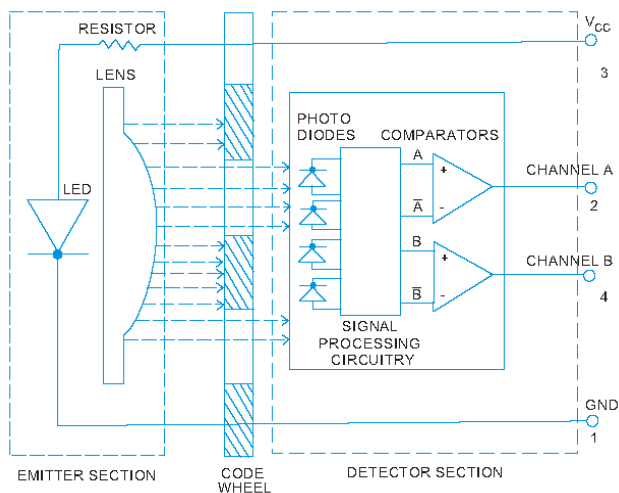 RESISTOR
V_CC
3
LENS
PHOTO
DIODES
COMPARATORS
A
+
CHANNEL A
LED
A̅
-
2
B
+
CHANNEL B
4
B̅
-
SIGNAL
PROCESSING
CIRCUITRY
GND
1
EMITTER SECTION
CODE
WHEEL
DETECTOR SECTION